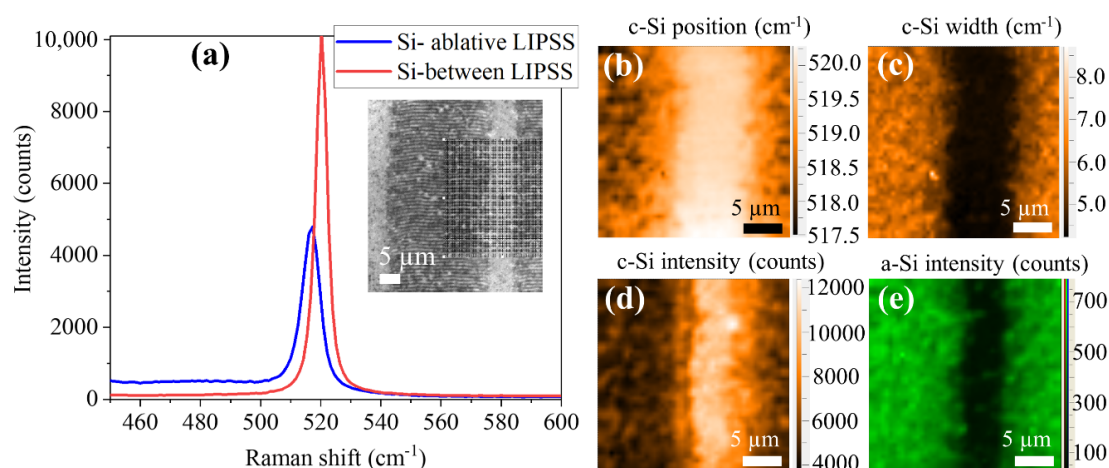 (a)
Si- ablative LIPSS
Si-between LIPSS
10,000
8000
6000
4000
2000
0
Intensity (counts)
460
480
500
520
540
560
580
600
Raman shift (cm⁻¹)
5 µm
c-Si position (cm⁻¹)
(b)
5 µm
520.0
519.5
519.0
518.5
518.0
517.5
c-Si width (cm⁻¹)
(c)
5 µm
8.0
7.0
6.0
5.0
c-Si intensity (counts)
(d)
5 µm
12000
10000
8000
6000
4000
a-Si intensity (counts)
(e)
5 µm
700
500
300
100